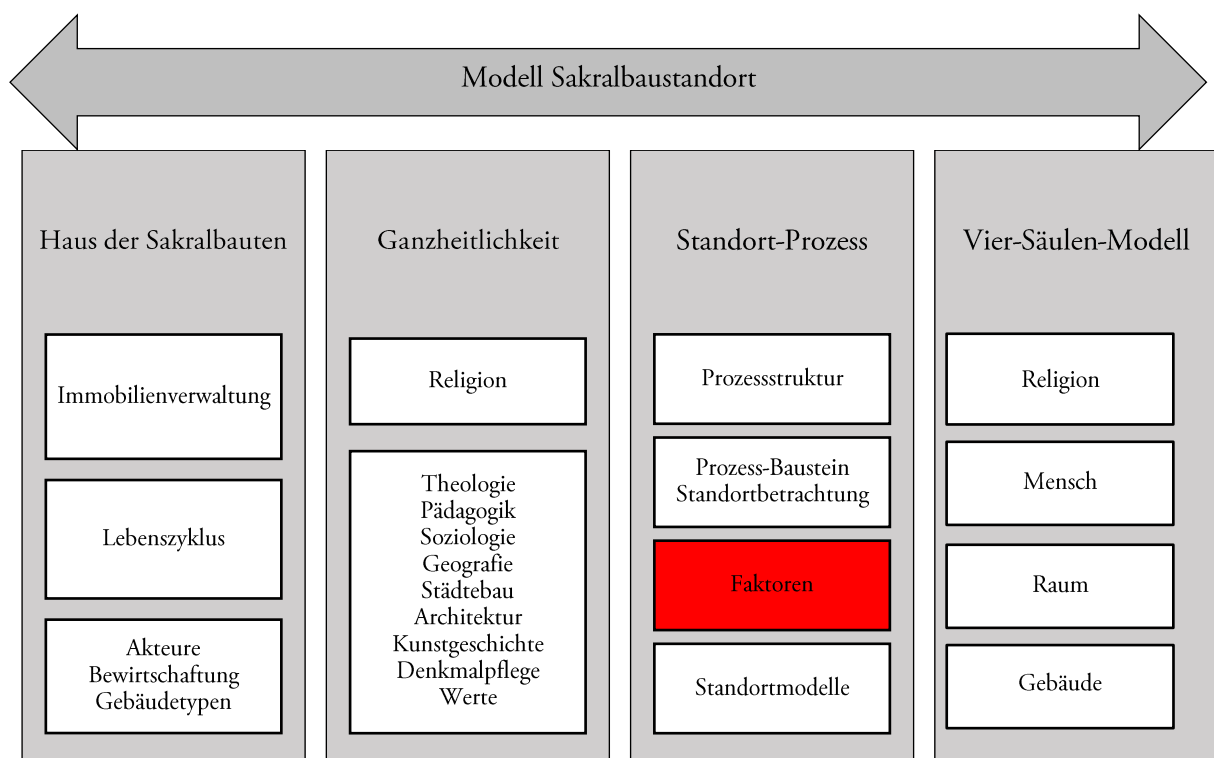 Modell Sakralbaustandort
Haus der Sakralbauten
Immobilienverwaltung
Lebenszyklus
Akteure
Bewirtschaftung
Gebäudetypen
Ganzheitlichkeit
Religion
Theologie
Pädagogik
Soziologie
Geografie
Städtebau
Architektur
Kunstgeschichte
Denkmalpflege
Werte
Standort-Prozess
Prozessstruktur
Prozess-Baustein
Standortbetrachtung
Faktoren
Standortmodelle
Vier-Säulen-Modell
Religion
Mensch
Raum
Gebäude